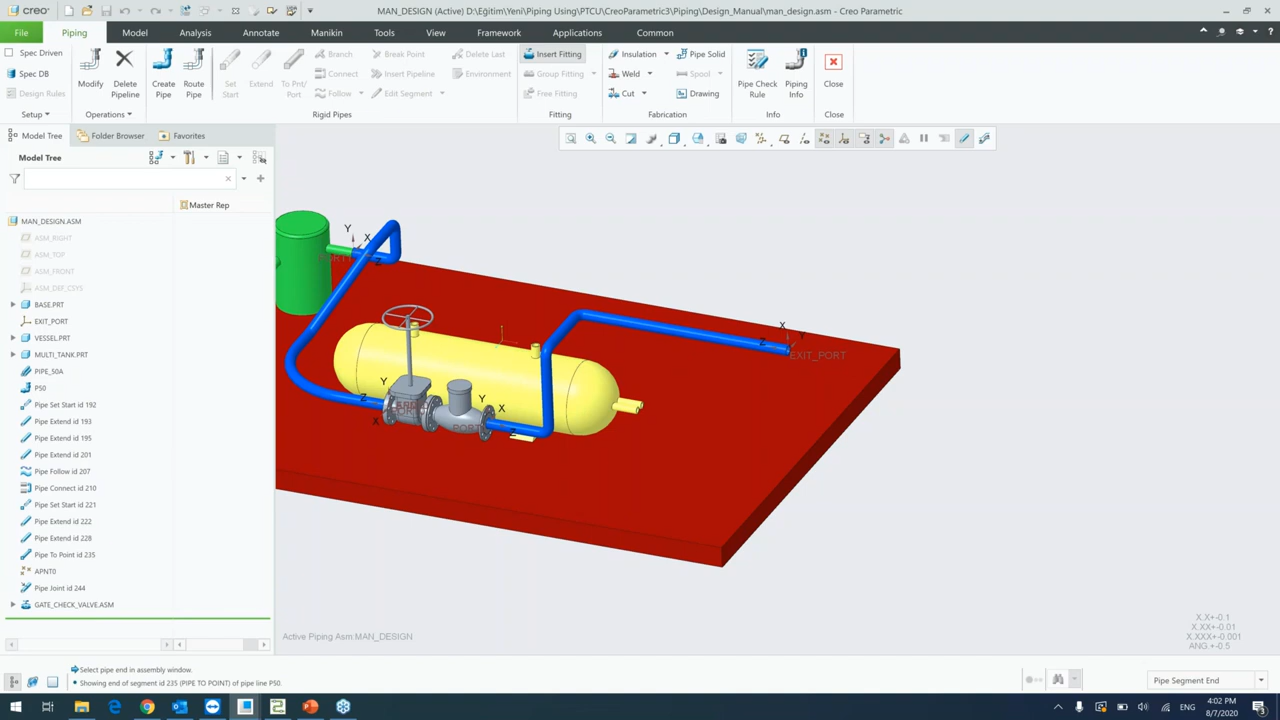 creo
MAN_DESIGN (Active) D:\Eğitim\Yeni\Piping Using\PTCU\CreoParametric3\Piping\Design_Manual\man_design.asm - Creo Parametric
File Piping Model Analysis Annotate Manikin Tools View Framework Applications Common
Spec Driven
Spec DB
Design Rules
Setup
Modify
Delete Pipeline
Operations
Create Pipe
Route Pipe
Set Start
Extend
To Pnt/ Port
Branch
Connect
Follow
Break Point
Insert Pipeline
Edit Segment
Delete Last
Environment
Rigid Pipes
Insert Fitting
Group Fitting
Free Fitting
Fitting
Insulation
Weld
Cut
Pipe Solid
Spool
Drawing
Fabrication
Pipe Check Rule
Piping Info
Info
Close
Close
Model Tree Folder Browser Favorites
Model Tree
Master Rep
MAN_DESIGN.ASM
ASM_RIGHT
ASM_TOP
ASM_FRONT
ASM_DEF_CSYS
BASE.PRT
EXIT_PORT
VESSEL.PRT
MULTI_TANK.PRT
PIPE_50A
P50
Pipe Set Start id 192
Pipe Extend id 193
Pipe Extend id 195
Pipe Extend id 201
Pipe Follow id 207
Pipe Connect id 210
Pipe Set Start id 221
Pipe Extend id 222
Pipe Extend id 228
Pipe To Point id 235
APNT0
Pipe Joint id 244
GATE_CHECK_VALVE.ASM
Y
X
Z
X
Y
Z
EXIT_PORT
Y
Z
X
Y
X
Z
Active Piping Asm:MAN_DESIGN
X.X+-0.1
X.XX+-0.01
X.XXX+-0.001
ANG.+-0.5
Select pipe end in assembly window.
Showing end of segment id 235 (PIPE TO POINT) of pipe line P50.
Pipe Segment End
ENG
4:02 PM
8/7/2020